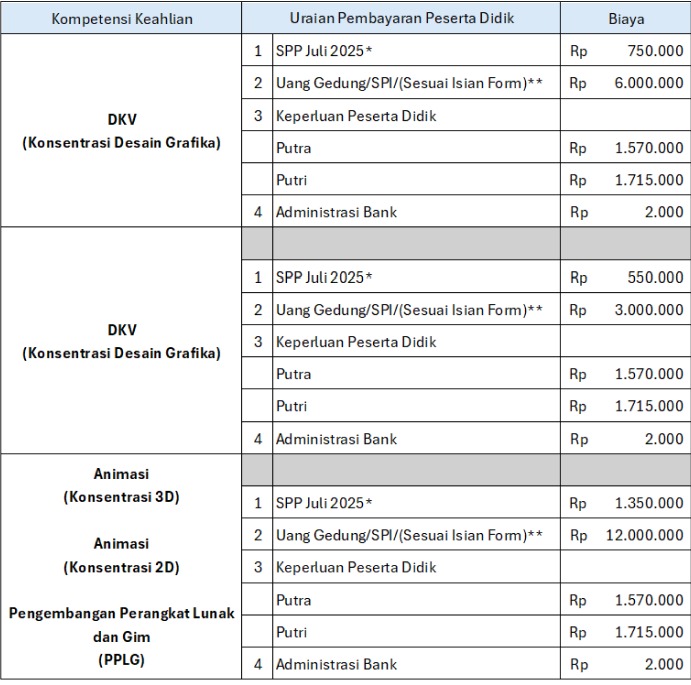 Kompetensi Keahlian Uraian Pembayaran Peserta Didik Biaya
DKV
(Konsentrasi Desain Grafika)
1 SPP Juli 2025* Rp 750.000
2 Uang Gedung/SPI/(Sesuai Isian Form)** Rp 6.000.000
3 Keperluan Peserta Didik
Putra Rp 1.570.000
Putri Rp 1.715.000
4 Administrasi Bank Rp 2.000
DKV
(Konsentrasi Desain Grafika)
1 SPP Juli 2025* Rp 550.000
2 Uang Gedung/SPI/(Sesuai Isian Form)** Rp 3.000.000
3 Keperluan Peserta Didik
Putra Rp 1.570.000
Putri Rp 1.715.000
4 Administrasi Bank Rp 2.000
Animasi
(Konsentrasi 3D)
Animasi
(Konsentrasi 2D)
Pengembangan Perangkat Lunak
dan Gim
(PPLG)
1 SPP Juli 2025* Rp 1.350.000
2 Uang Gedung/SPI/(Sesuai Isian Form)** Rp 12.000.000
3 Keperluan Peserta Didik
Putra Rp 1.570.000
Putri Rp 1.715.000
4 Administrasi Bank Rp 2.000